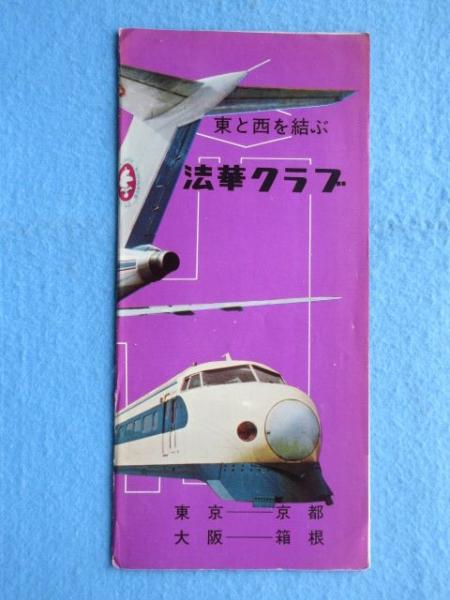 東と西を結ぶ
法華クラブ
東京——京都
大阪——箱根